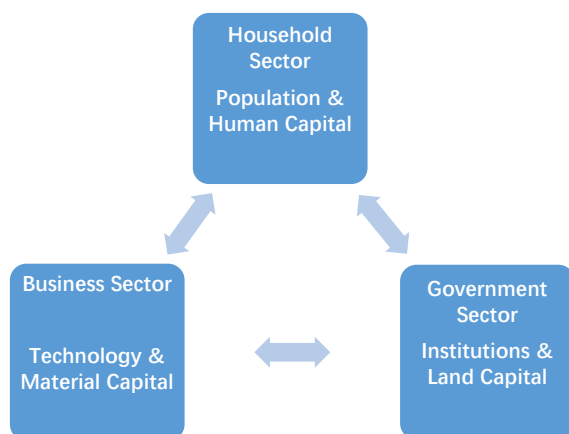 Household
Sector
Population &
Human Capital
Business Sector
Technology &
Material Capital
Government
Sector
Institutions &
Land Capital